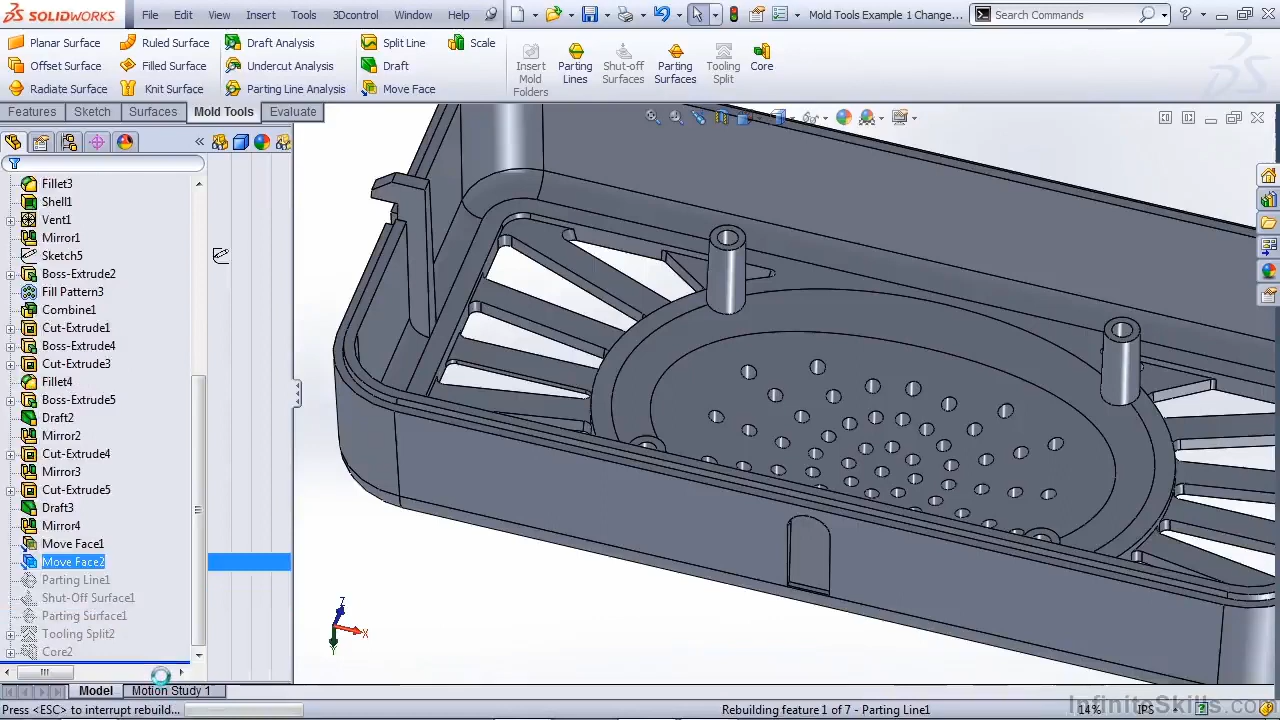 SOLIDWORKS File Edit View Insert Tools 3Dcontrol Window Help Mold Tools Example 1 Change... Search Commands
Planar Surface Ruled Surface Draft Analysis Split Line Scale
Offset Surface Filled Surface Undercut Analysis Draft
Radiate Surface Knit Surface Parting Line Analysis Move Face
Insert Mold Folders Parting Lines Shut-off Surfaces Parting Surfaces Tooling Split Core
Features Sketch Surfaces Mold Tools Evaluate
Fillet3
Shell1
Vent1
Mirror1
Sketch5
Boss-Extrude2
Fill Pattern3
Combine1
Cut-Extrude1
Boss-Extrude4
Cut-Extrude3
Fillet4
Boss-Extrude5
Draft2
Mirror2
Cut-Extrude4
Mirror3
Cut-Extrude5
Draft3
Mirror4
Move Face1
Move Face2
Parting Line1
Shut-Off Surface1
Parting Surface1
Tooling Split2
Core2
Z
X
Y
Model Motion Study 1
Press <ESC> to interrupt rebuild... Rebuilding feature 1 of 7 - Parting Line1 14% IPS
InfiniteSkills.com